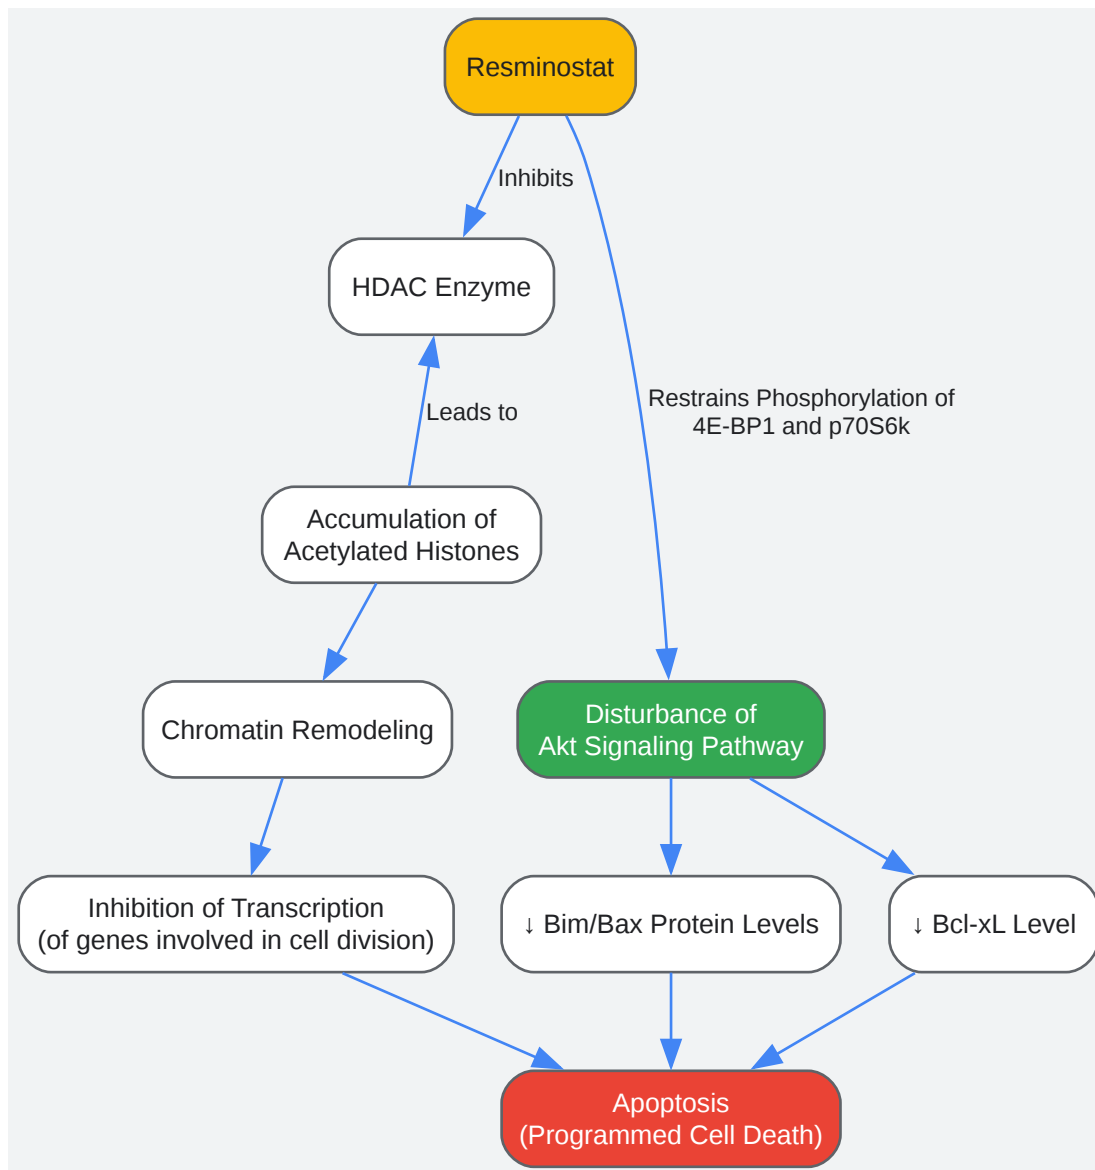 Resminostat
Inhibits
HDAC Enzyme
Restrains Phosphorylation of
4E-BP1 and p70S6k
Leads to
Accumulation of
Acetylated Histones
Chromatin Remodeling
Disturbance of
Akt Signaling Pathway
Inhibition of Transcription
(of genes involved in cell division)
↓ Bim/Bax Protein Levels
↓ Bcl-xL Level
Apoptosis
(Programmed Cell Death)